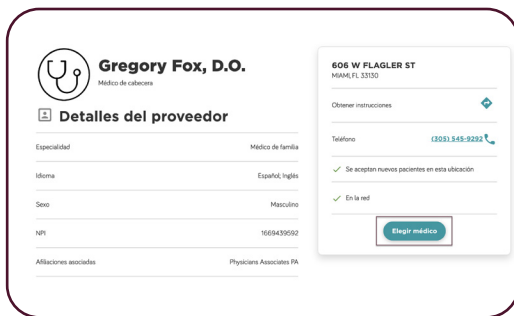 Gregory Fox, D.O.
Médico de cabecera
Detalles del proveedor
Especialidad Médico de familia
Idioma Español; Inglés
Sexo Masculino
NPI 1669439592
Afiliaciones asociadas Physicians Associates PA
606 W FLAGLER ST
MIAMI, FL 33130
Obtener instrucciones
Teléfono (305) 545-9292
Se aceptan nuevos pacientes en esta ubicación
En la red
Elegir médico